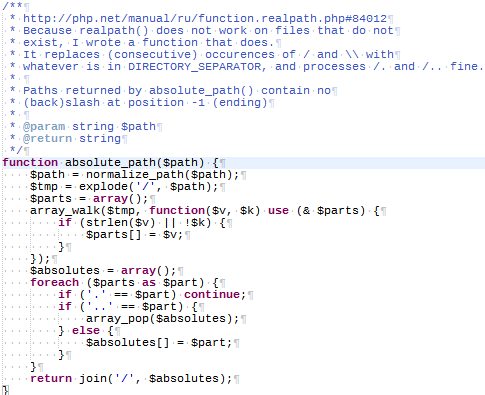 /**
 * http://php.net/manual/ru/function.realpath.php#84012
 * Because realpath() does not work on files that do not
 * exist, I wrote a function that does.
 * It replaces (consecutive) occurences of / and \\ with
 * whatever is in DIRECTORY_SEPARATOR, and processes /. and /.. fine.
 *
 * Paths returned by absolute_path() contain no
 * (back)slash at position -1 (ending)
 *
 * @param string $path
 * @return string
 */
function absolute_path($path) {
    $path = normalize_path($path);
    $tmp = explode('/', $path);
    $parts = array();
    array_walk($tmp, function($v, $k) use (& $parts) {
        if (strlen($v) || !$k) {
            $parts[] = $v;
        }
    });
    $absolutes = array();
    foreach ($parts as $part) {
        if ('.' == $part) continue;
        if ('..' == $part) {
            array_pop($absolutes);
        } else {
            $absolutes[] = $part;
        }
    }
    return join('/', $absolutes);
}